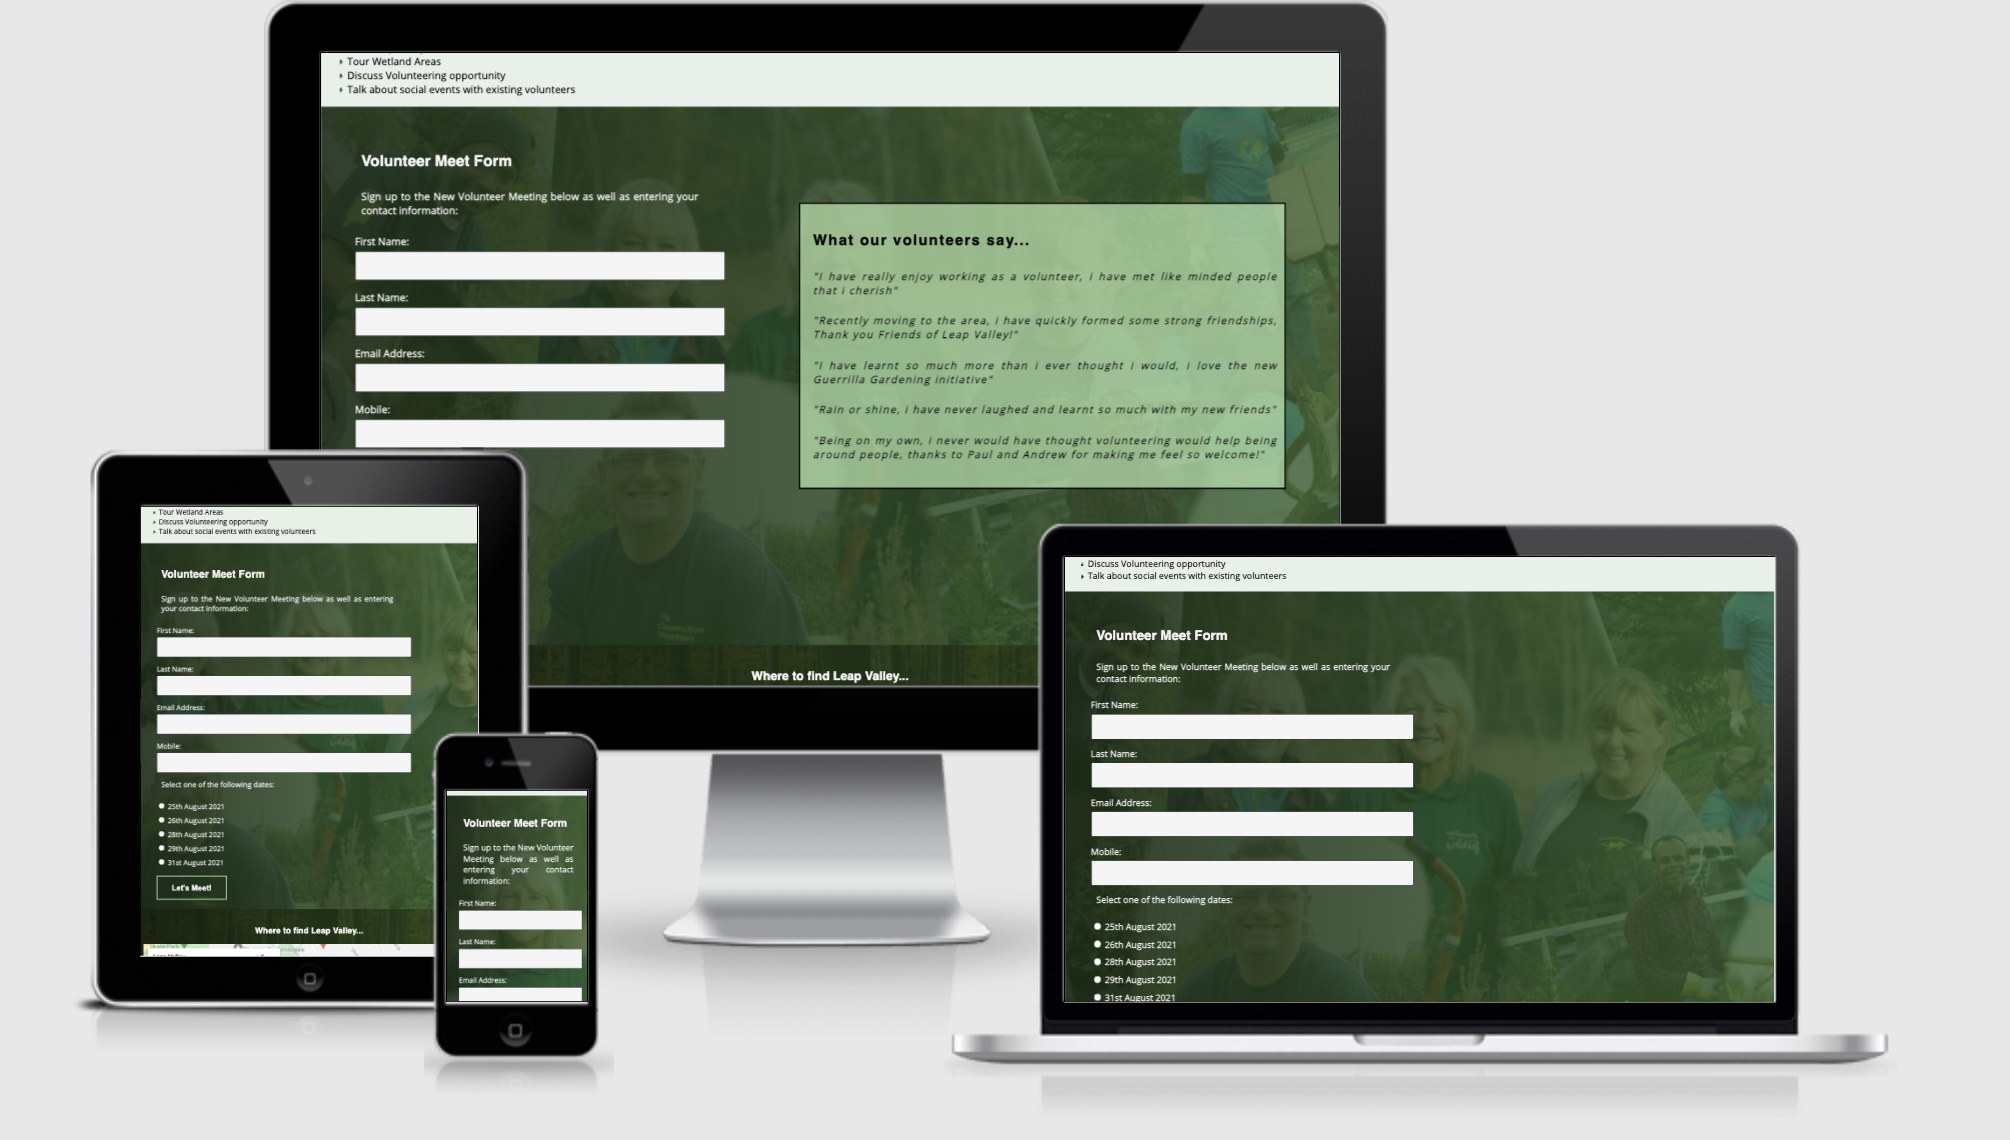 Tour Wetland Areas
Discuss Volunteering opportunity
Talk about social events with existing volunteers
Volunteer Meet Form
Sign up to the New Volunteer Meeting below as well as entering your
contact information:
First Name:
Last Name:
Email Address:
Mobile:
What our volunteers say...
"I have really enjoy working as a volunteer, i have met like minded people
that i cherish"
"Recently moving to the area, i have quickly formed some strong friendships,
Thank you Friends of Leap Valley!"
"I have learnt so much more than i ever thought i would, i love the new
Guerrilla Gardening initiative"
"Rain or shine, i have never laughed and learnt so much with my new friends"
"Being on my own, i never would have thought volunteering would help being
around people, thanks to Paul and Andrew for making me feel so welcome!"
Where to find Leap Valley...
Tour Wetland Areas
Discuss Volunteering opportunity
Talk about social events with existing volunteers
Volunteer Meet Form
Sign up to the New Volunteer Meeting below as well as entering
your contact information:
First Name:
Last Name:
Email Address:
Mobile:
Select one of the following dates:
25th August 2021
26th August 2021
28th August 2021
29th August 2021
31st August 2021
Let's Meet!
Where to find Leap Valley...
Volunteer Meet Form
Sign up to the New Volunteer
Meeting below as well as
entering your contact
information:
First Name:
Last Name:
Email Address:
Discuss Volunteering opportunity
Talk about social events with existing volunteers
Volunteer Meet Form
Sign up to the New Volunteer Meeting below as well as entering your
contact information:
First Name:
Last Name:
Email Address:
Mobile:
Select one of the following dates:
25th August 2021
26th August 2021
28th August 2021
29th August 2021
31st August 2021